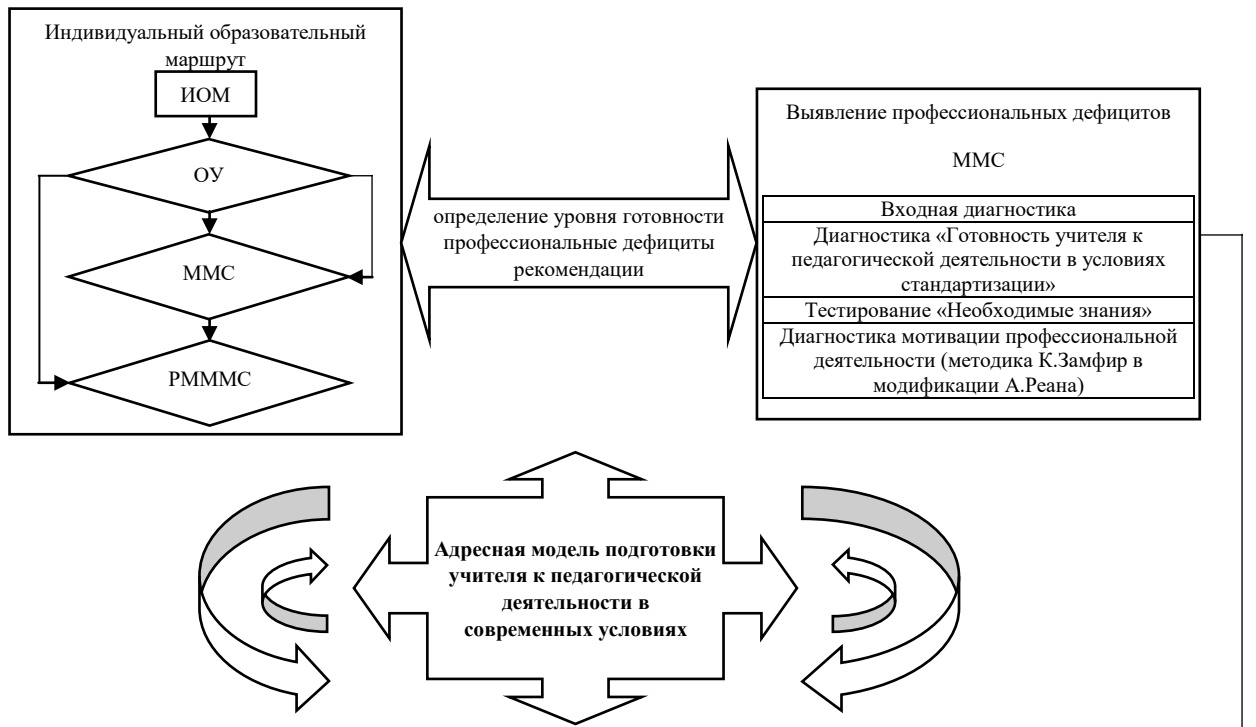 Индивидуальный образовательный
маршрут
ИОМ
ОУ
ММС
РМММС
определение уровня готовности
профессиональные дефициты
рекомендации
Выявление профессиональных дефицитов
ММС
Входная диагностика
Диагностика «Готовность учителя к
педагогической деятельности в условиях
стандартизации»
Тестирование «Необходимые знания»
Диагностика мотивации профессиональной
деятельности (методика К.Замфир в
модификации А.Реана)
Адресная модель подготовки
учителя к педагогической
деятельности в
современных условиях